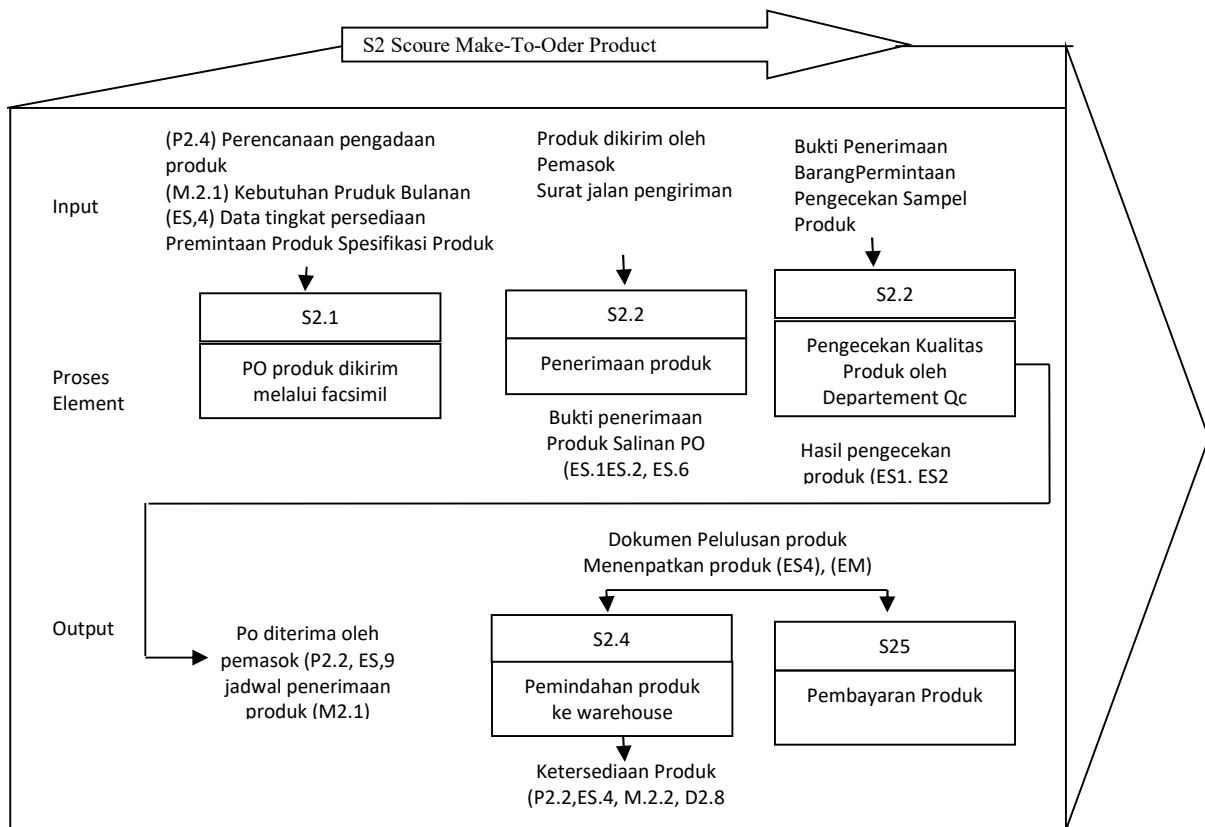 S2 Scoure Make-To-Oder Product
Input
(P2.4) Perencanaan pengadaan
produk
(M.2.1) Kebutuhan Pruduk Bulanan
(ES,4) Data tingkat persediaan
Premintaan Produk Spesifikasi Produk
Produk dikirim oleh
Pemasok
Surat jalan pengiriman
Bukti Penerimaan
BarangPermintaan
Pengecekan Sampel
Produk
Proses
Element
S2.1
PO produk dikirim
melalui facsimil
S2.2
Penerimaan produk
S2.2
Pengecekan Kualitas
Produk oleh
Departement Qc
Bukti penerimaan
Produk Salinan PO
(ES.1ES.2, ES.6
Hasil pengecekan
produk (ES1. ES2
Output
Po diterima oleh
pemasok (P2.2, ES,9
jadwal penerimaan
produk (M2.1)
Dokumen Pelulusan produk
Menenpatkan produk (ES4), (EM)
S2.4
Pemindahan produk
ke warehouse
S25
Pembayaran Produk
Ketersediaan Produk
(P2.2,ES.4, M.2.2, D2.8